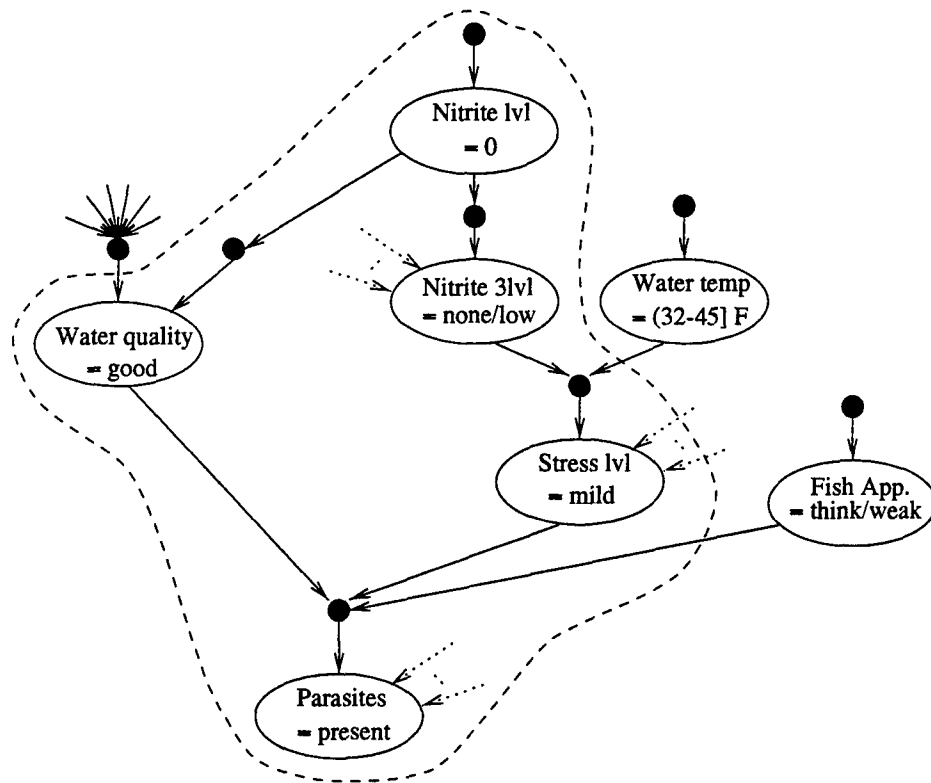 Nitrite lvl
= 0
Nitrite 3lvl
= none/low
Water temp
= (32-45] F
Water quality
= good
Stress lvl
= mild
Fish App.
= think/weak
Parasites
= present